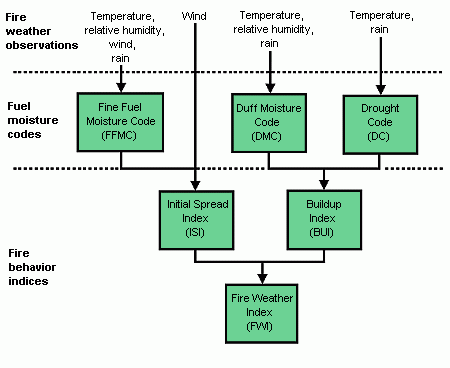 Fire
weather
observations
Temperature,
relative humidity,
wind,
rain
Wind
Temperature,
relative humidity,
rain
Temperature,
rain
Fuel
moisture
codes
Fine Fuel
Moisture Code
(FFMC)
Duff Moisture
Code
(DMC)
Drought
Code
(DC)
Fire
behavior
indices
Initial Spread
Index
(ISI)
Buildup
Index
(BUI)
Fire Weather
Index
(FWI)